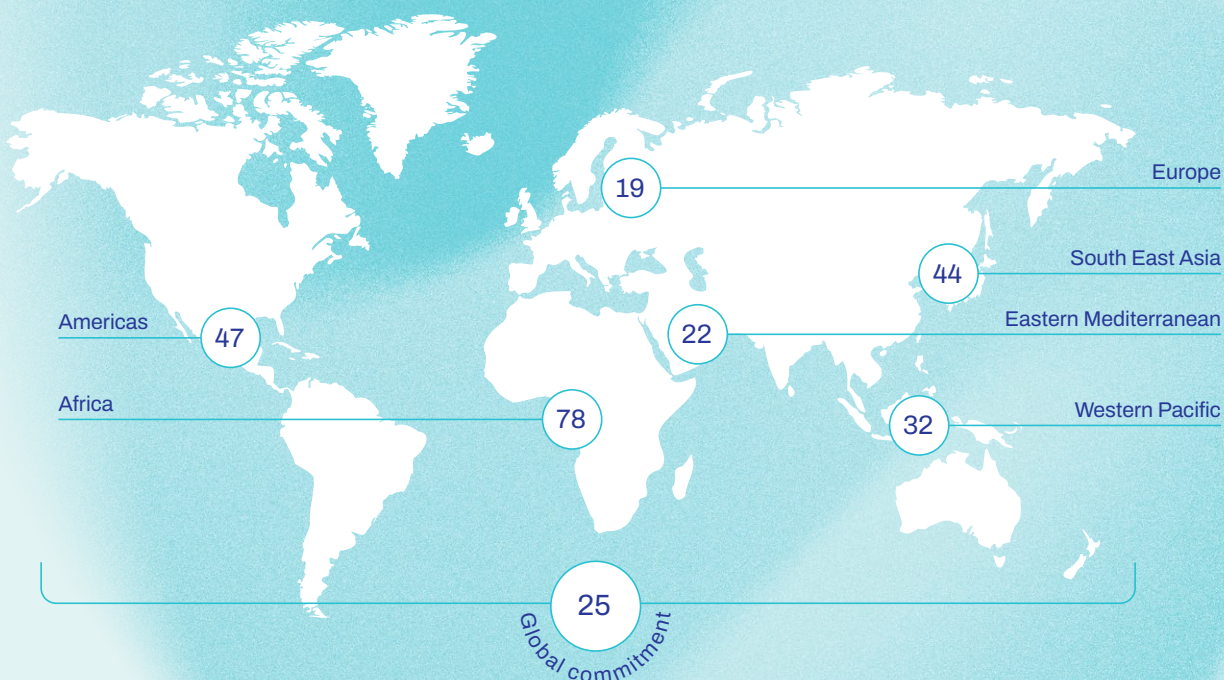 19
Europe
44
South East Asia
22
Eastern Mediterranean
Americas
47
Africa
78
32
Western Pacific
25
Global commitment